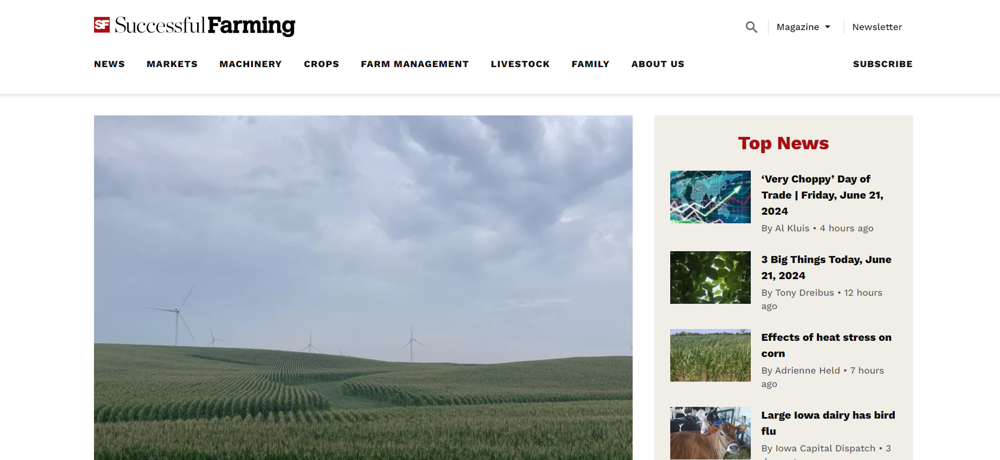 SF Successful Farming
Magazine
Newsletter
NEWS MARKETS MACHINERY CROPS FARM MANAGEMENT LIVESTOCK FAMILY ABOUT US SUBSCRIBE
Top News
‘Very Choppy’ Day of
Trade | Friday, June 21,
2024
By Al Kluis • 4 hours ago
3 Big Things Today, June
21, 2024
By Tony Dreibus • 12 hours
ago
Effects of heat stress on
corn
By Adrienne Held • 7 hours
ago
Large Iowa dairy has bird
flu
By Iowa Capital Dispatch • 3